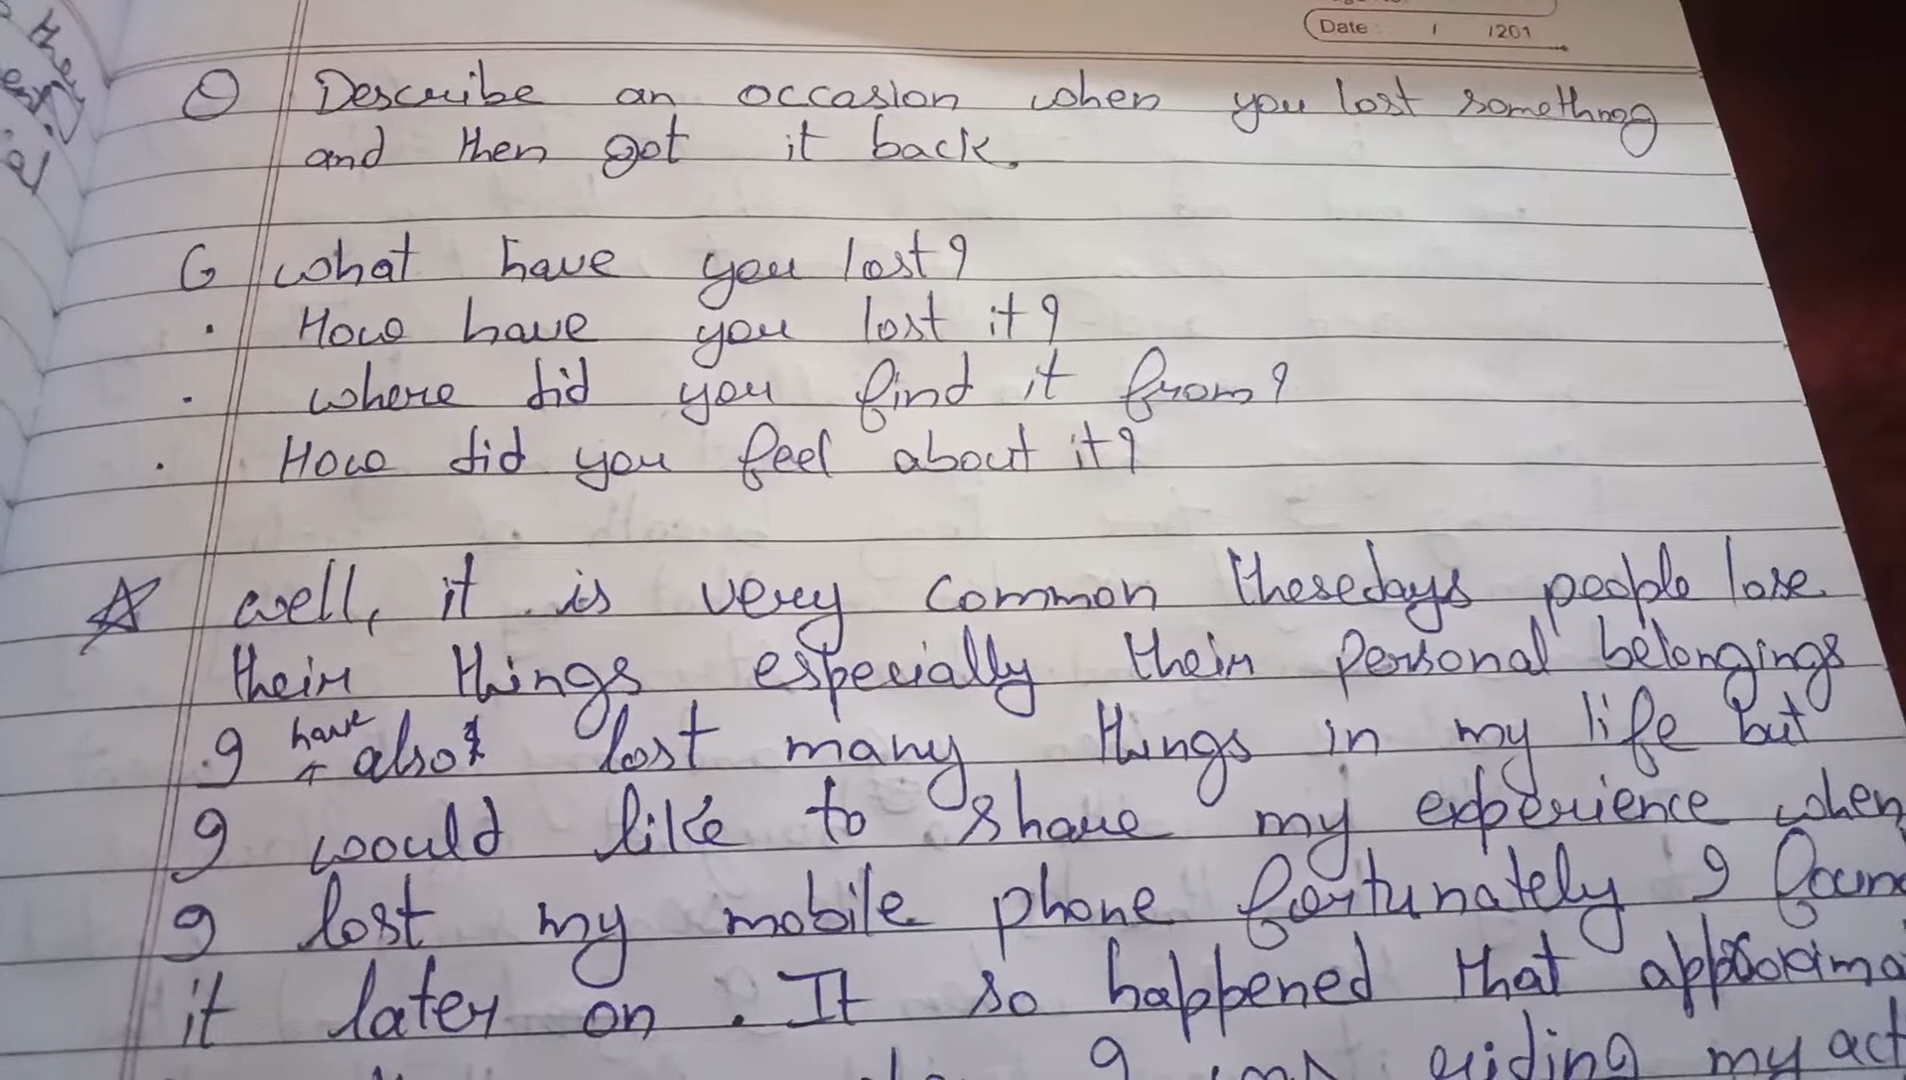 Date / /201
Q Describe an occasion when you lost something
and then got it back.
G what have you lost?
. How have you lost it?
. where did you find it from?
. How did you feel about it?
well, it is very common thesedays people lose
their things especially their personal belongings
I have also lost many things in my life but
I would like to share my experience when
I lost my mobile phone fortunately I foun
it later on. It so happened that approxima
I was riding my act